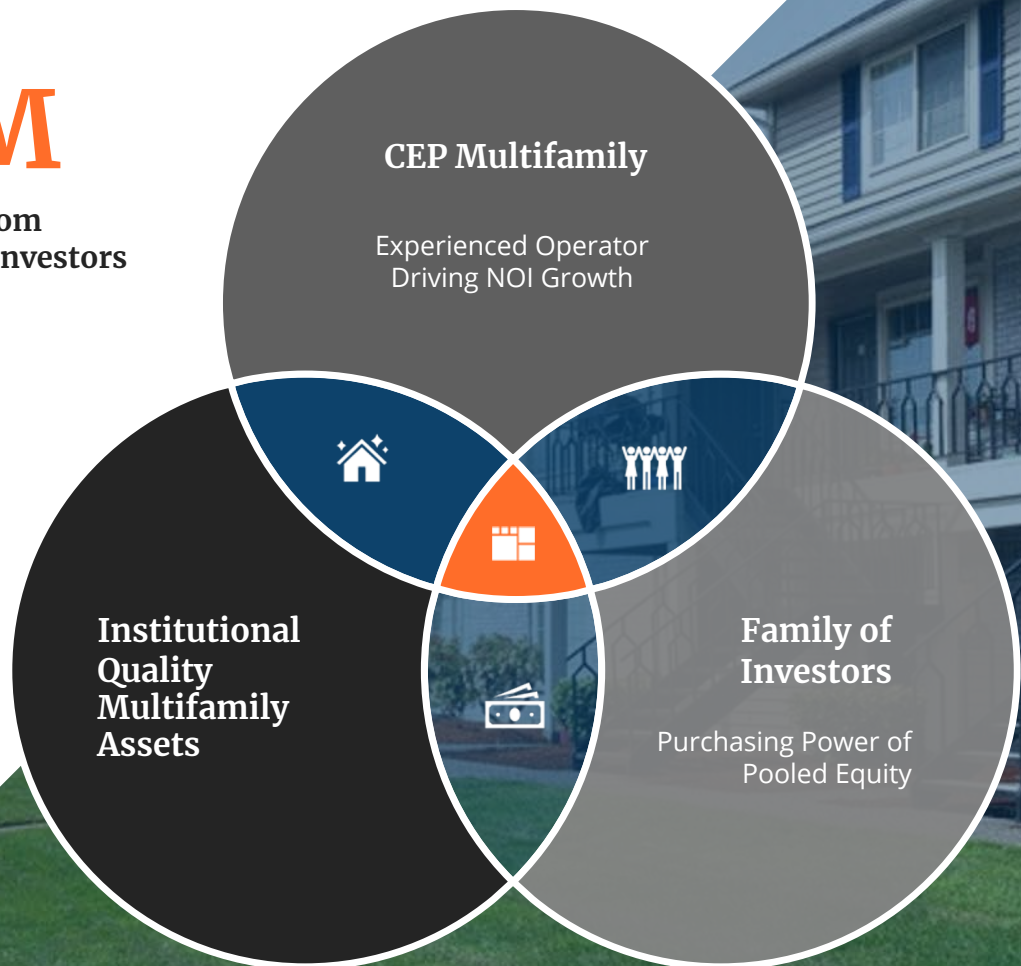 M
om
nvestors
CEP Multifamily
Experienced Operator
Driving NOI Growth
Institutional
Quality
Multifamily
Assets
Family of
Investors
Purchasing Power of
Pooled Equity